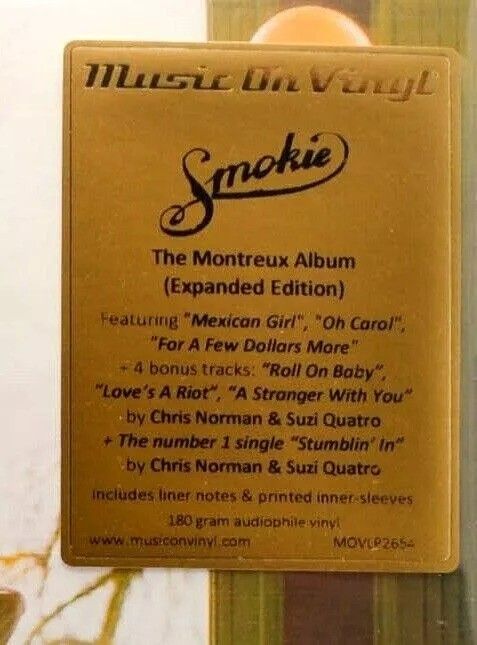 Music On Vinyl
Smokie
The Montreux Album
(Expanded Edition)
Featuring "Mexican Girl", "Oh Carol",
"For A Few Dollars More"
+ 4 bonus tracks: "Roll On Baby",
"Love's A Riot", "A Stranger With You"
by Chris Norman & Suzi Quatro
+ The number 1 single "Stumblin' In"
by Chris Norman & Suzi Quatro
Includes liner notes & printed inner-sleeves
180 gram audiophile vinyl
www.musiconvinyl.com MOVLP2654